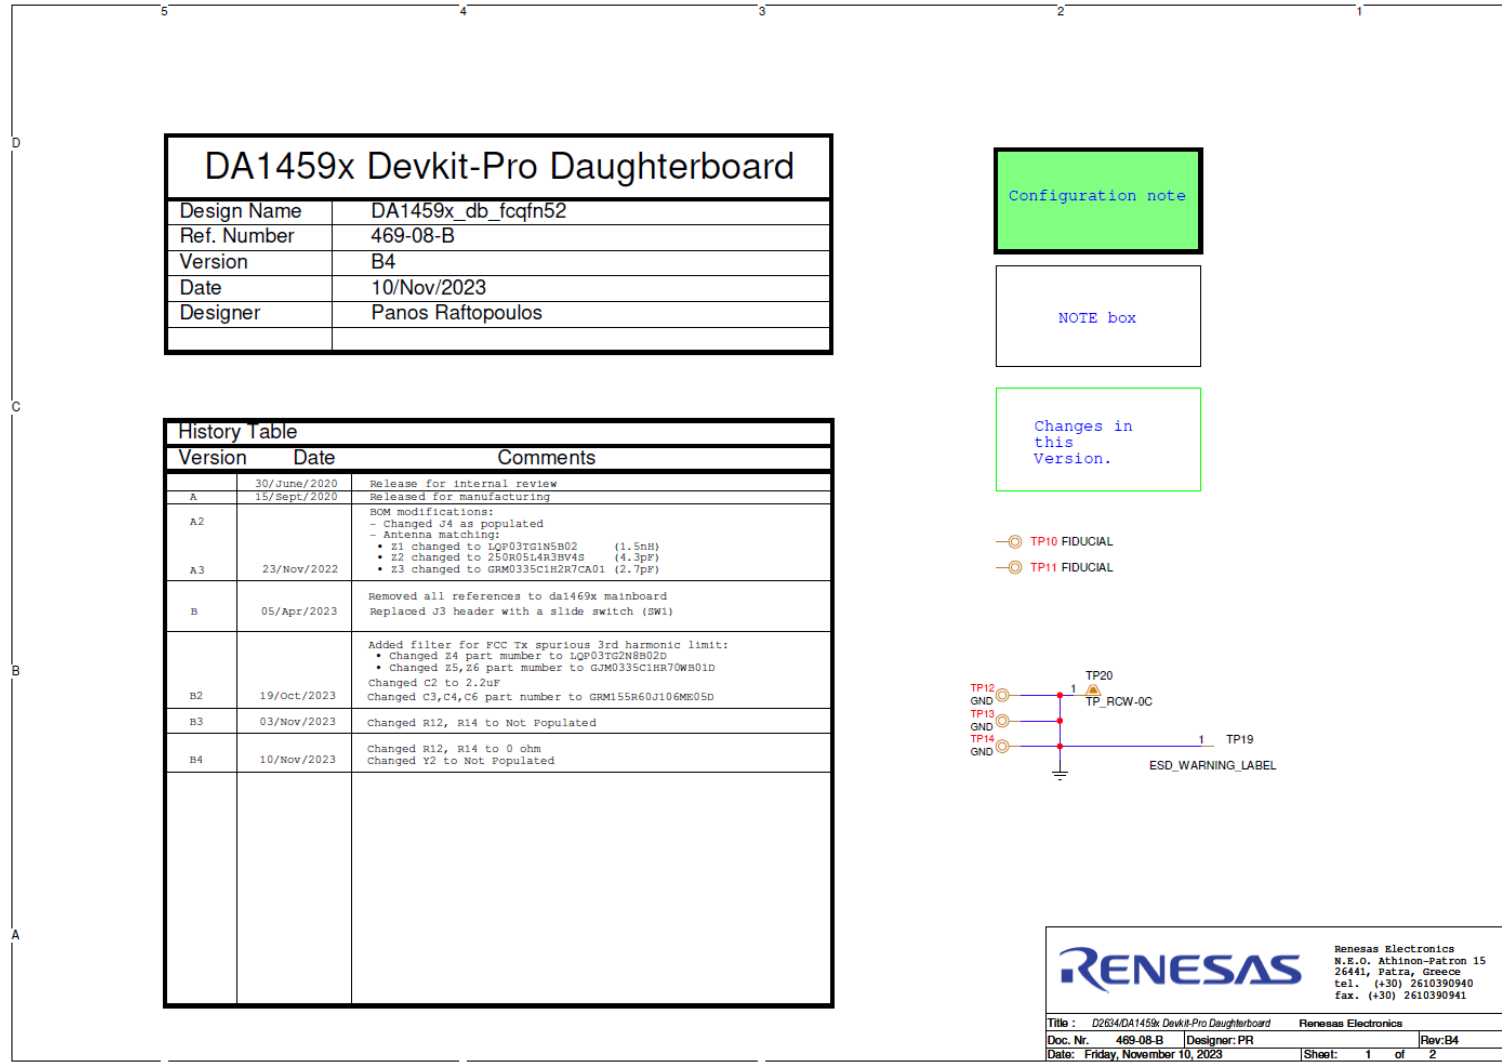 5 4 3 2 1
D
DA1459x Devkit-Pro Daughterboard
Design Name DA1459x_db_fcqfn52
Ref. Number 469-08-B
Version B4
Date 10/Nov/2023
Designer Panos Raftopoulos
Configuration note
NOTE box
C
Changes in
this
Version.
History Table
Version Date Comments
30/June/2020 Release for internal review
A 15/Sept/2020 Released for manufacturing
BOM modifications:
A2 – Changed J4 as populated
– Antenna matching:
• Z1 changed to LQP03TG1N5B02 (1.5nH)
• Z2 changed to 250R05L4R3BV4S (4.3pF)
A3 23/Nov/2022 • Z3 changed to GRM0335C1H2R7CA01 (2.7pF)
Removed all references to da1469x mainboard
B 05/Apr/2023 Replaced J3 header with a slide switch (SW1)
Added filter for FCC Tx spurious 3rd harmonic limit:
• Changed Z4 part mumber to LQP03TG2N8B02D
• Changed Z5,Z6 part mumber to GJM0335C1HR70WB01D
Changed C2 to 2.2uF
B2 19/Oct/2023 Changed C3,C4,C6 part number to GRM155R60J106ME05D
B3 03/Nov/2023 Changed R12, R14 to Not Populated
Changed R12, R14 to 0 ohm
B4 10/Nov/2023 Changed Y2 to Not Populated
TP10 FIDUCIAL
TP11 FIDUCIAL
B
TP20
TP12 1
GND TP_RCW-0C
TP13
GND
TP14 1 TP19
GND
ESD_WARNING_LABEL
A
RENESAS
Renesas Electronics
N.E.O. Athinon-Patron 15
26441, Patra, Greece
tel. (+30) 2610390940
fax. (+30) 2610390941
Title : D2634/DA1459x Devkit-Pro Daughterboard Renesas Electronics
Doc. Nr. 469-08-B Designer: PR Rev:B4
Date: Friday, November 10, 2023 Sheet: 1 of 2